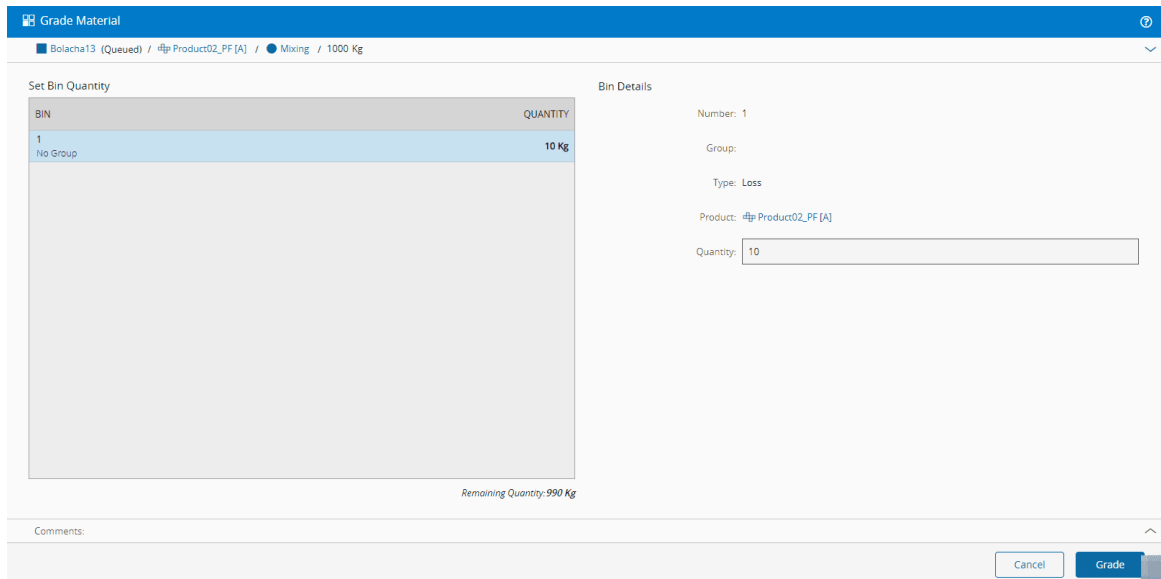 Grade Material
Bolacha13 (Queued) / Product02_PF [A] / Mixing / 1000 Kg
Set Bin Quantity
BIN QUANTITY
1
No Group
10 Kg
Remaining Quantity: 990 Kg
Bin Details
Number: 1
Group:
Type: Loss
Product: Product02_PF [A]
Quantity: 10
Comments:
Cancel Grade